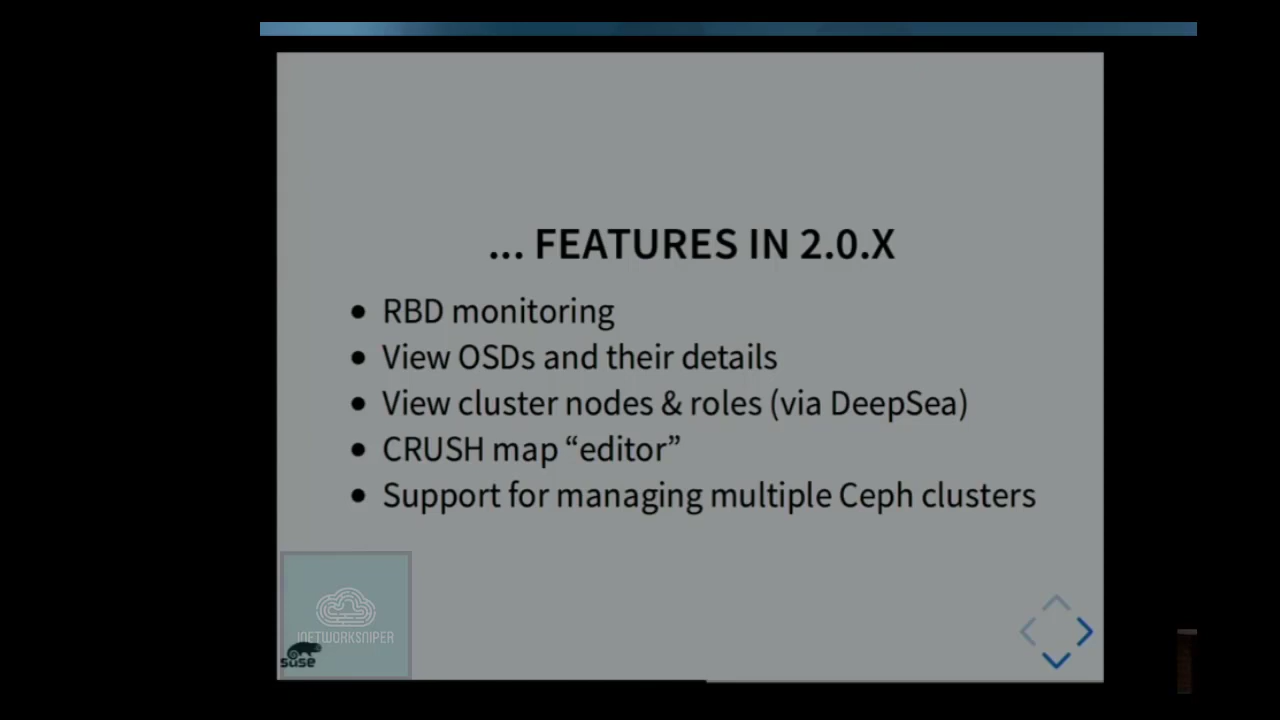 ... FEATURES IN 2.0.X
RBD monitoring
View OSDs and their details
View cluster nodes & roles (via DeepSea)
CRUSH map “editor”
Support for managing multiple Ceph clusters
INETWORKSNIPER
suse